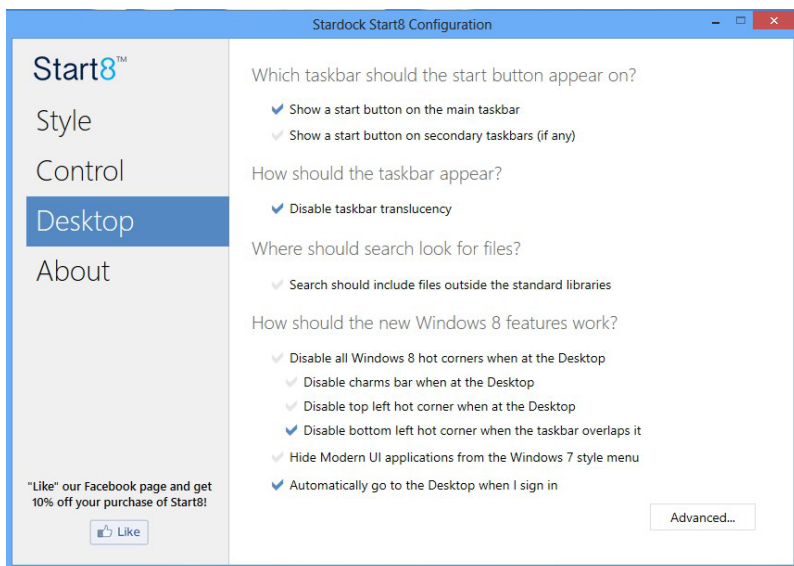 Stardock Start8 Configuration
Start8™
Style
Control
Desktop
About
"Like" our Facebook page and get
10% off your purchase of Start8!
Like
Which taskbar should the start button appear on?
Show a start button on the main taskbar
Show a start button on secondary taskbars (if any)
How should the taskbar appear?
Disable taskbar translucency
Where should search look for files?
Search should include files outside the standard libraries
How should the new Windows 8 features work?
Disable all Windows 8 hot corners when at the Desktop
Disable charms bar when at the Desktop
Disable top left hot corner when at the Desktop
Disable bottom left hot corner when the taskbar overlaps it
Hide Modern UI applications from the Windows 7 style menu
Automatically go to the Desktop when I sign in
Advanced...